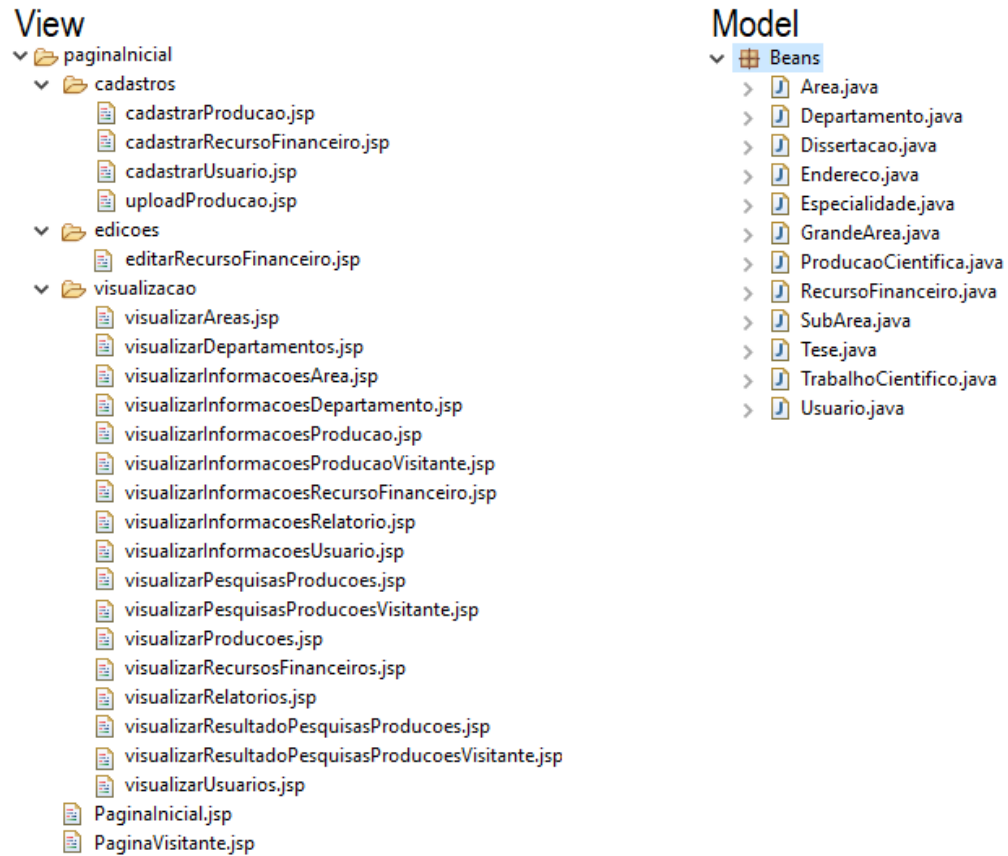 View
paginaInicial
cadastros
cadastrarProducao.jsp
cadastrarRecursoFinanceiro.jsp
cadastrarUsuario.jsp
uploadProducao.jsp
edicoes
editarRecursoFinanceiro.jsp
visualizacao
visualizarAreas.jsp
visualizarDepartamentos.jsp
visualizarInformacoesArea.jsp
visualizarInformacoesDepartamento.jsp
visualizarInformacoesProducao.jsp
visualizarInformacoesProducaoVisitante.jsp
visualizarInformacoesRecursoFinanceiro.jsp
visualizarInformacoesRelatorio.jsp
visualizarInformacoesUsuario.jsp
visualizarPesquisasProducoes.jsp
visualizarPesquisasProducoesVisitante.jsp
visualizarProducoes.jsp
visualizarRecursosFinanceiros.jsp
visualizarRelatorios.jsp
visualizarResultadoPesquisasProducoes.jsp
visualizarResultadoPesquisasProducoesVisitante.jsp
visualizarUsuarios.jsp
PaginaInicial.jsp
PaginaVisitante.jsp
Model
Beans
Area.java
Departamento.java
Dissertacao.java
Endereco.java
Especialidade.java
GrandeArea.java
ProducaoCientifica.java
RecursoFinanceiro.java
SubArea.java
Tese.java
TrabalhoCientifico.java
Usuario.java